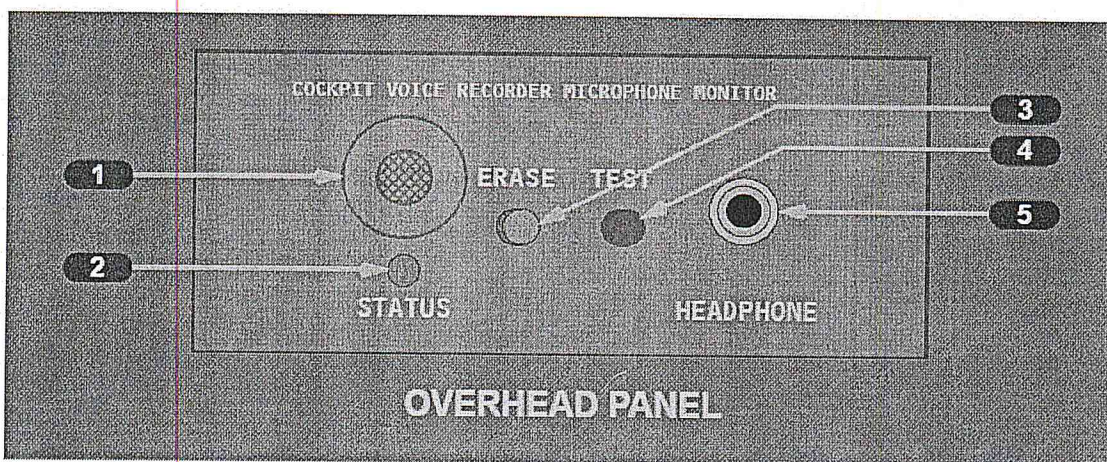 COCKPIT VOICE RECORDER MICROPHONE MONITOR
3
4
1
ERASE TEST
5
2
STATUS
HEADPHONE
OVERHEAD PANEL